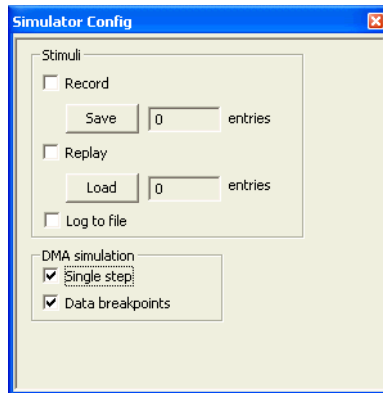 Simulator Config
Stimuli
Record
Save 0 entries
Replay
Load 0 entries
Log to file
DMA simulation
Single step
Data breakpoints